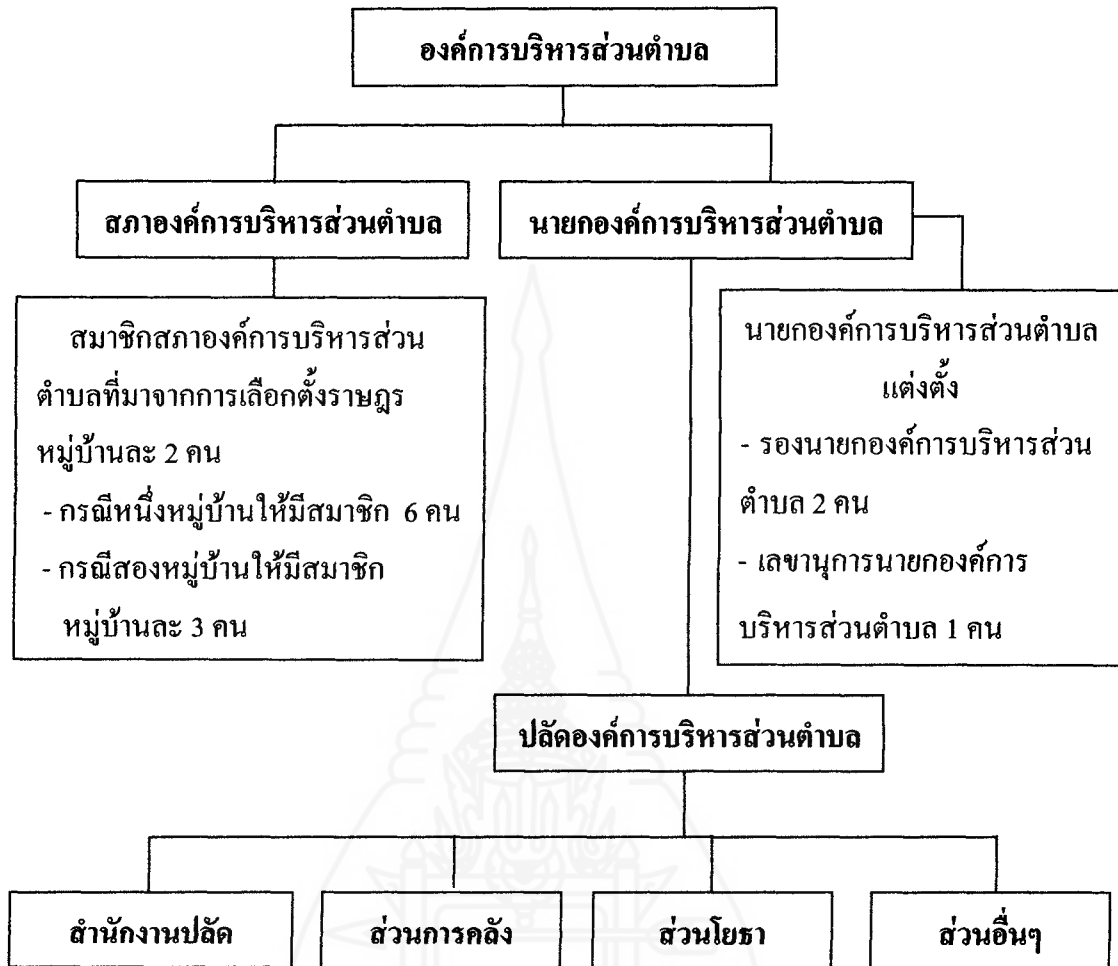 องค์การบริหารส่วนตำบล
สภาองค์การบริหารส่วนตำบล
นายกองค์การบริหารส่วนตำบล
สมาชิกสภาองค์การบริหารส่วน
ตำบลที่มาจากการเลือกตั้งราษฎร
หมู่บ้านละ 2 คน
- กรณีหนึ่งหมู่บ้านให้มีสมาชิก 6 คน
- กรณีสองหมู่บ้านให้มีสมาชิก
หมู่บ้านละ 3 คน
นายกองค์การบริหารส่วนตำบล
แต่งตั้ง
- รองนายกองค์การบริหารส่วน
ตำบล 2 คน
- เลขานุการนายกองค์การ
บริหารส่วนตำบล 1 คน
ปลัดองค์การบริหารส่วนตำบล
สำนักงานปลัด
ส่วนการคลัง
ส่วนโยธา
ส่วนอื่นๆ